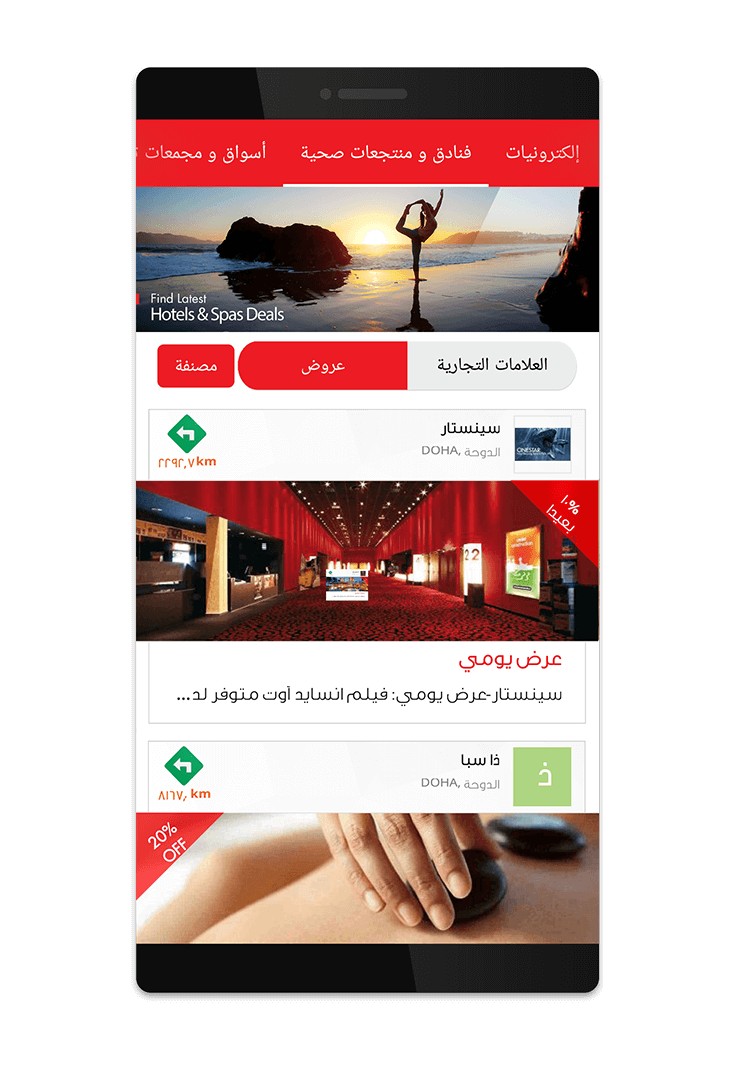 إلكترونيات
فنادق و منتجعات صحية
أسواق و مجمعات
Find Latest
Hotels & Spas Deals
العلامات التجارية
عروض
مصنفة
سينستار
DOHA, الدوحة
٢٢٩٢,٧ km
CINESTAR
١٠%
بعيدا
22
عرض يومي
سينستار-عرض يومي: فيلم انسايد أوت متوفر لد...
ذا سبا
DOHA, الدوحة
٨١٦٧٫ km
ذ
20%
OFF